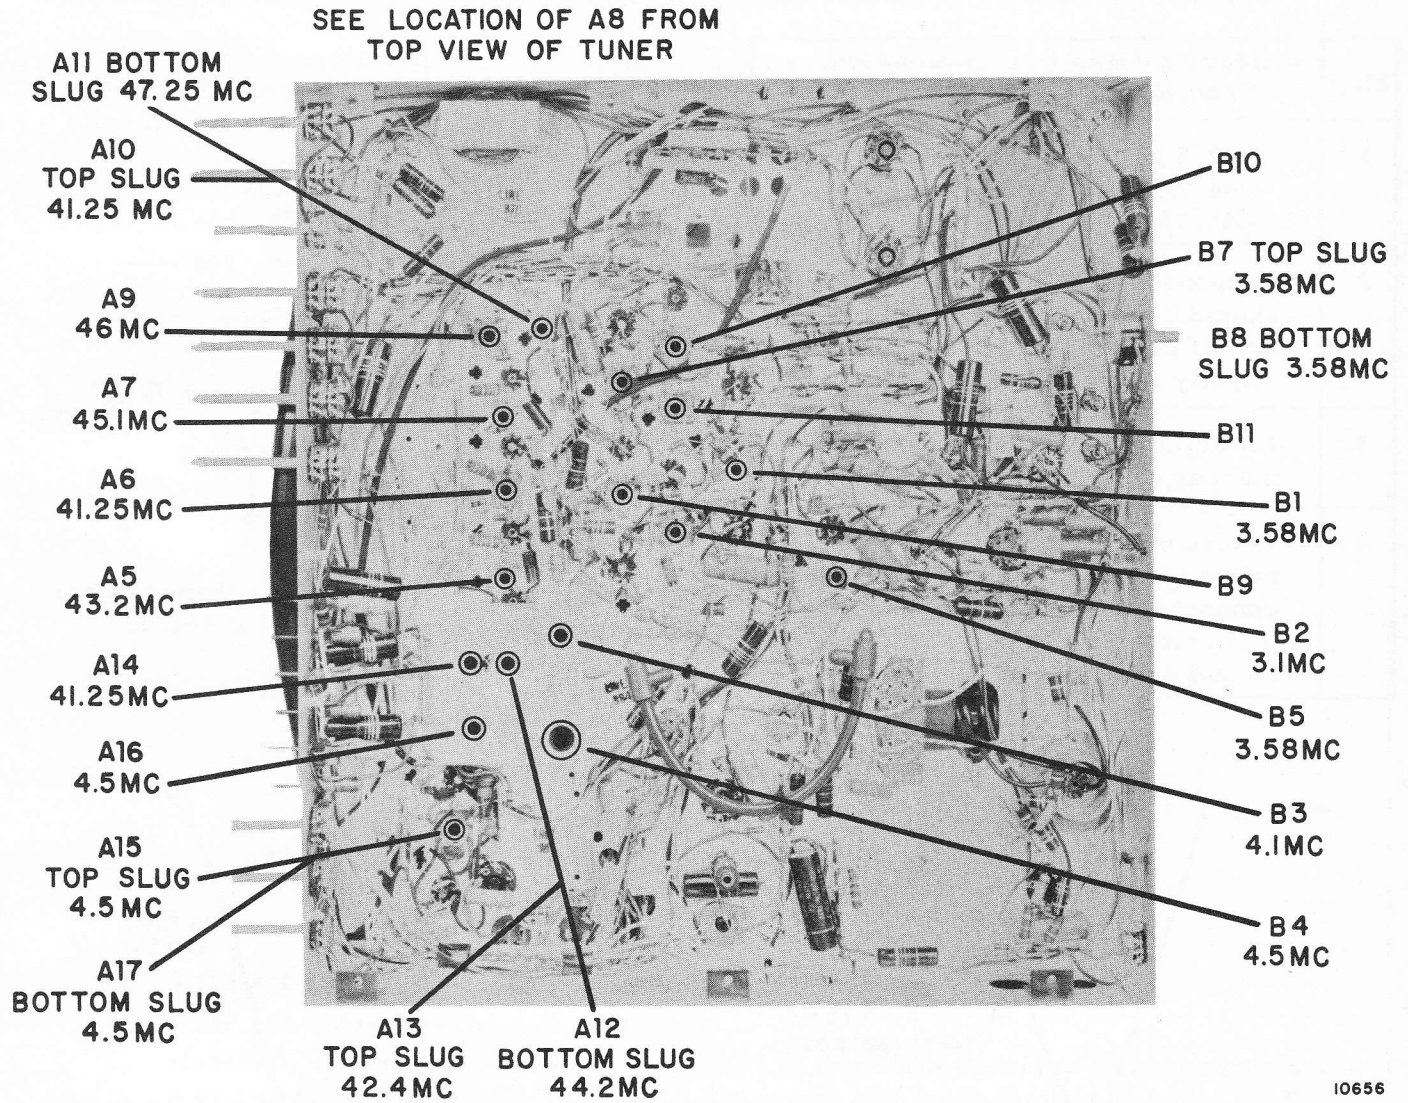 SEE LOCATION OF A8 FROM
TOP VIEW OF TUNER
A11 BOTTOM
SLUG 47.25 MC
A10
TOP SLUG
41.25 MC
A9
46 MC
A7
45.1MC
A6
41.25MC
A5
43.2MC
A14
41.25MC
A16
4.5MC
A15
TOP SLUG
4.5MC
A17
BOTTOM SLUG
4.5MC
A13
TOP SLUG
42.4MC
A12
BOTTOM SLUG
44.2MC
B10
B7 TOP SLUG
3.58MC
B8 BOTTOM
SLUG 3.58MC
B11
B1
3.58MC
B9
B2
3.1MC
B5
3.58MC
B3
4.1MC
B4
4.5MC
10656